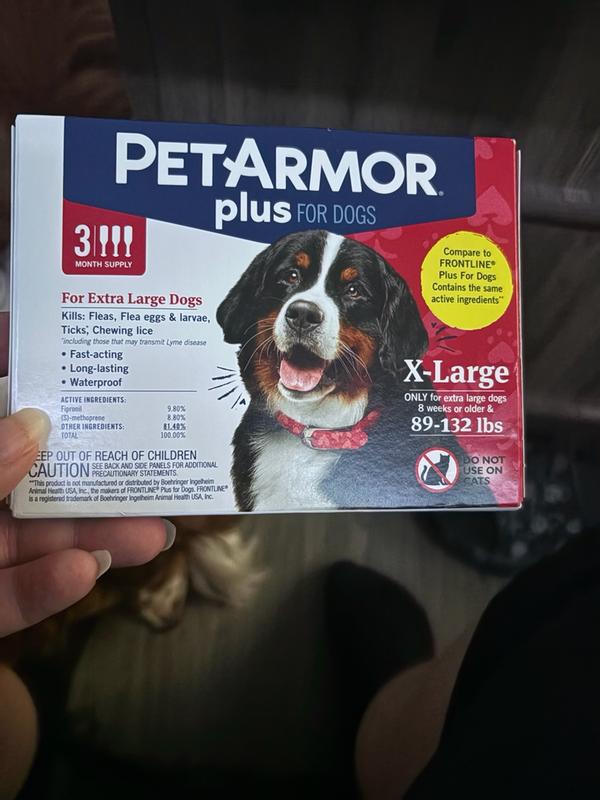 PETARMOR®
plus FOR DOGS
3
MONTH SUPPLY
Compare to
FRONTLINE®
Plus For Dogs
Contains the same
active ingredients**
For Extra Large Dogs
Kills: Fleas, Flea eggs & larvae,
Ticks*, Chewing lice
*including those that may transmit Lyme disease
• Fast-acting
• Long-lasting
• Waterproof
ACTIVE INGREDIENTS:
Fipronil 9.80%
(S)-methoprene 8.80%
OTHER INGREDIENTS: 81.40%
TOTAL 100.00%
X-Large
ONLY for extra large dogs
8 weeks or older &
89-132 lbs
EEP OUT OF REACH OF CHILDREN
CAUTION SEE BACK AND SIDE PANELS FOR ADDITIONAL
PRECAUTIONARY STATEMENTS.
**This product is not manufactured or distributed by Boehringer Ingelheim
Animal Health USA, Inc., the makers of FRONTLINE® Plus for Dogs. FRONTLINE®
is a registered trademark of Boehringer Ingelheim Animal Health USA, Inc.
DO NOT
USE ON
CATS